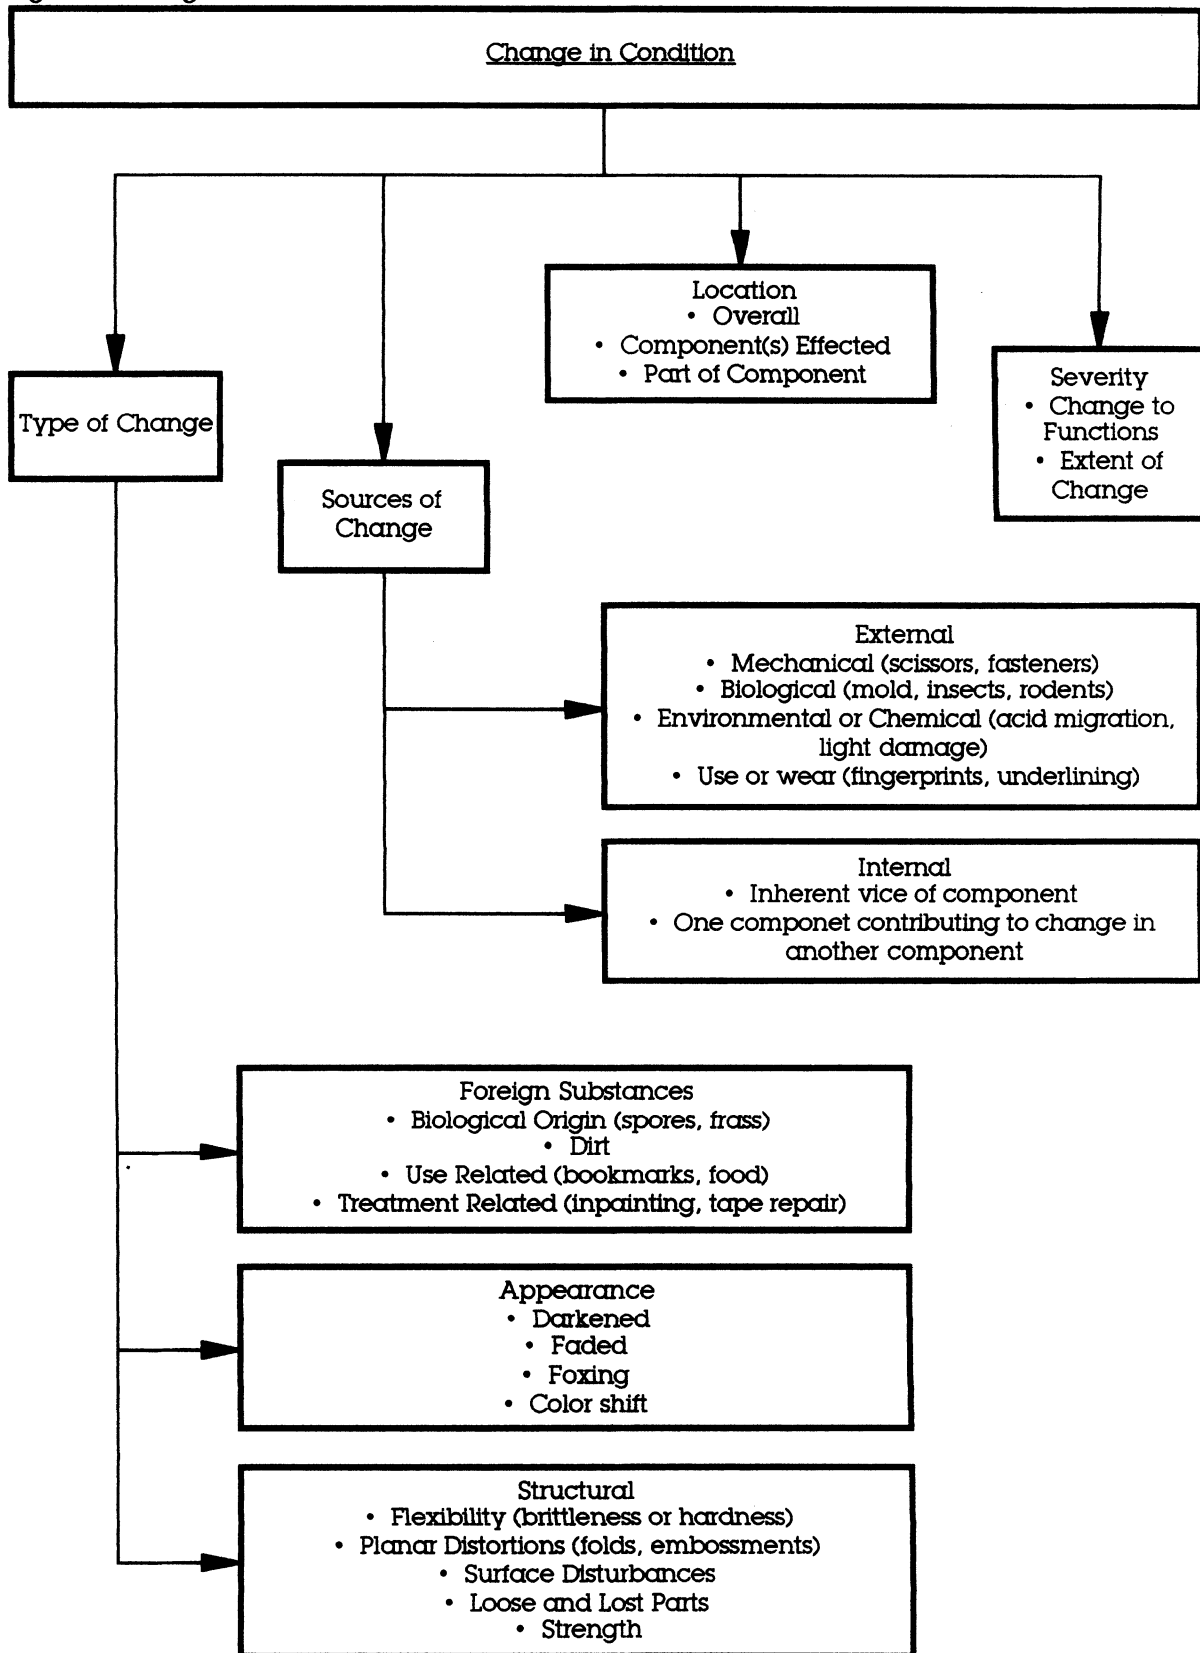 Change in Condition
Location
• Overall
• Component(s) Effected
• Part of Component
Type of Change
Severity
• Change to
Functions
• Extent of
Change
Sources of
Change
External
• Mechanical (scissors, fasteners)
• Biological (mold, insects, rodents)
• Environmental or Chemical (acid migration,
light damage)
• Use or wear (fingerprints, underlining)
Internal
• Inherent vice of component
• One componet contributing to change in
another component
Foreign Substances
• Biological Origin (spores, frass)
• Dirt
• Use Related (bookmarks, food)
• Treatment Related (inpainting, tape repair)
Appearance
• Darkened
• Faded
• Foxing
• Color shift
Structural
• Flexibility (brittleness or hardness)
• Planar Distortions (folds, embossments)
• Surface Disturbances
• Loose and Lost Parts
• Strength